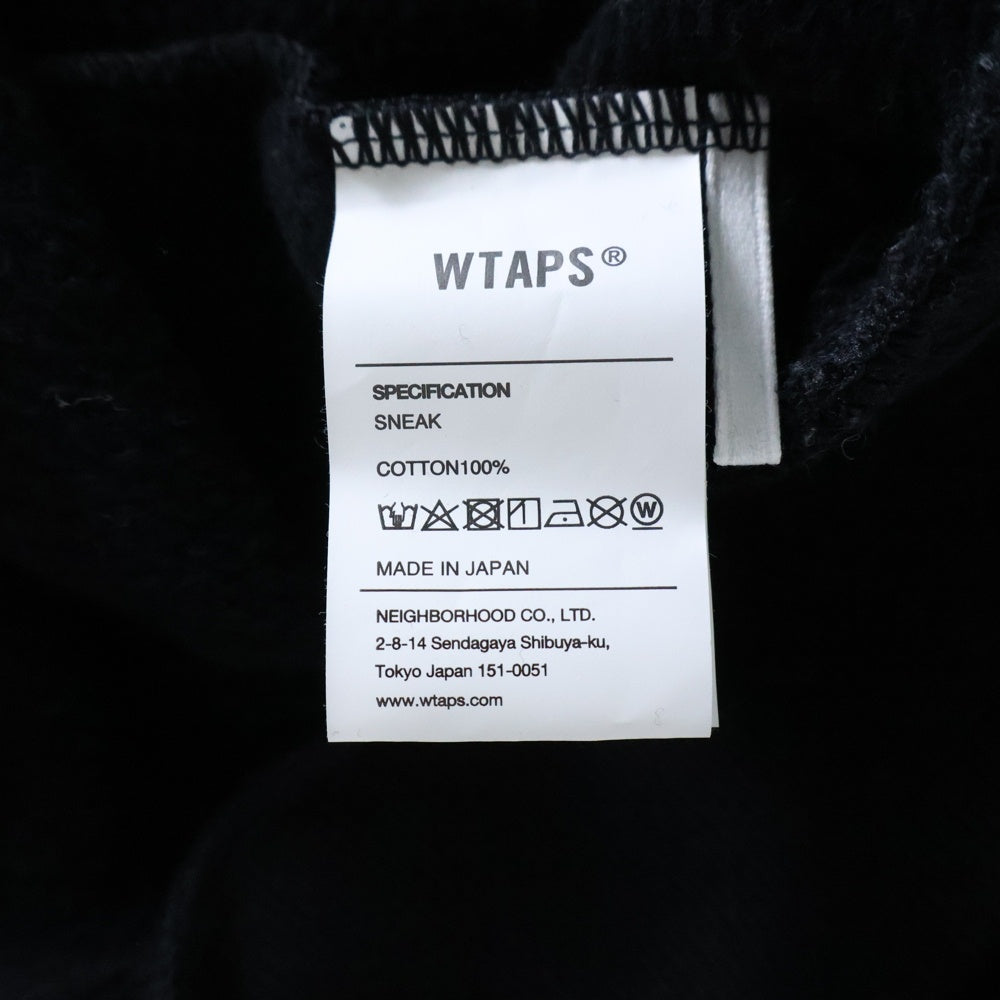 WTAPS®
SPECIFICATION
SNEAK
COTTON100%
W
MADE IN JAPAN
NEIGHBORHOOD CO., LTD.
2-8-14 Sendagaya Shibuya-ku,
Tokyo Japan 151-0051
www.wtaps.com